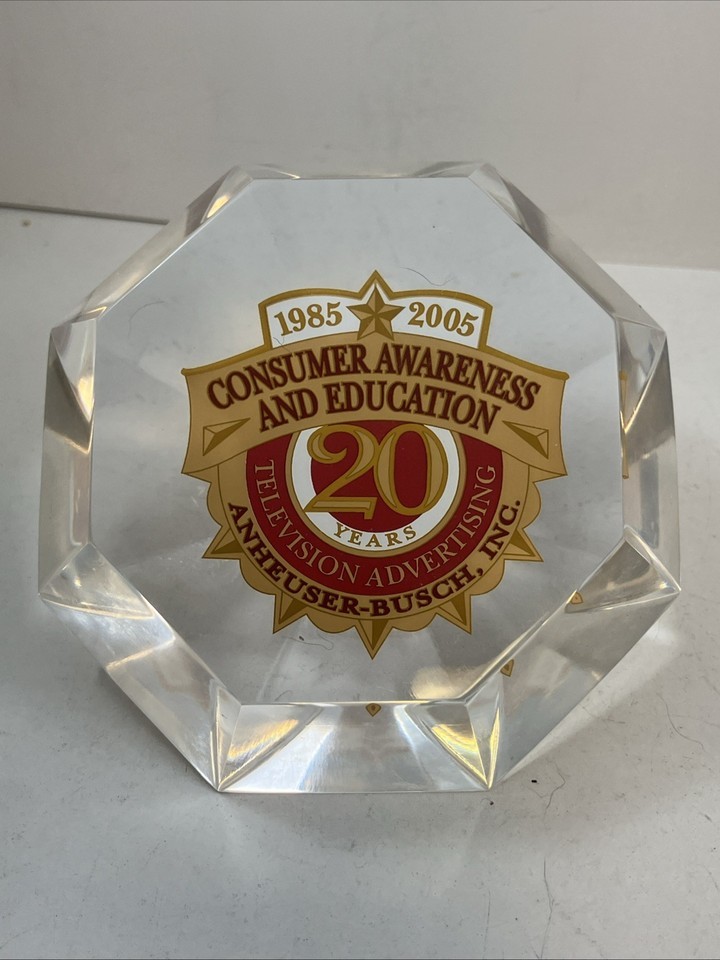 1985 2005
CONSUMER AWARENESS
AND EDUCATION
20
YEARS
TELEVISION ADVERTISING
ANHEUSER-BUSCH, INC.